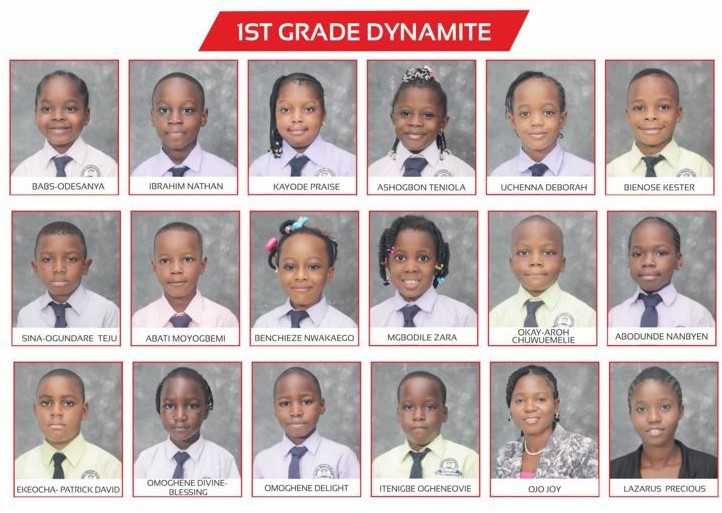 1ST GRADE DYNAMITE
BABS-ODESANYA
IBRAHIM NATHAN
KAYODE PRAISE
ASHOGBON TENIOLA
UCHENNA DEBORAH
BIENOSE KESTER
SINA-OGUNDARE TEJU
ABATI MOYOGBEMI
BENCHIEZE NWAKAEGO
MGBODILE ZARA
OKAY-AROH
CHUWUEMELIE
ABODUNDE NANBYEN
EKEOCHA- PATRICK DAVID
OMOGHENE DIVINE-
BLESSING
OMOGHENE DELIGHT
ITENIGBE OGHENEOVIE
OJO JOY
LAZARUS PRECIOUS